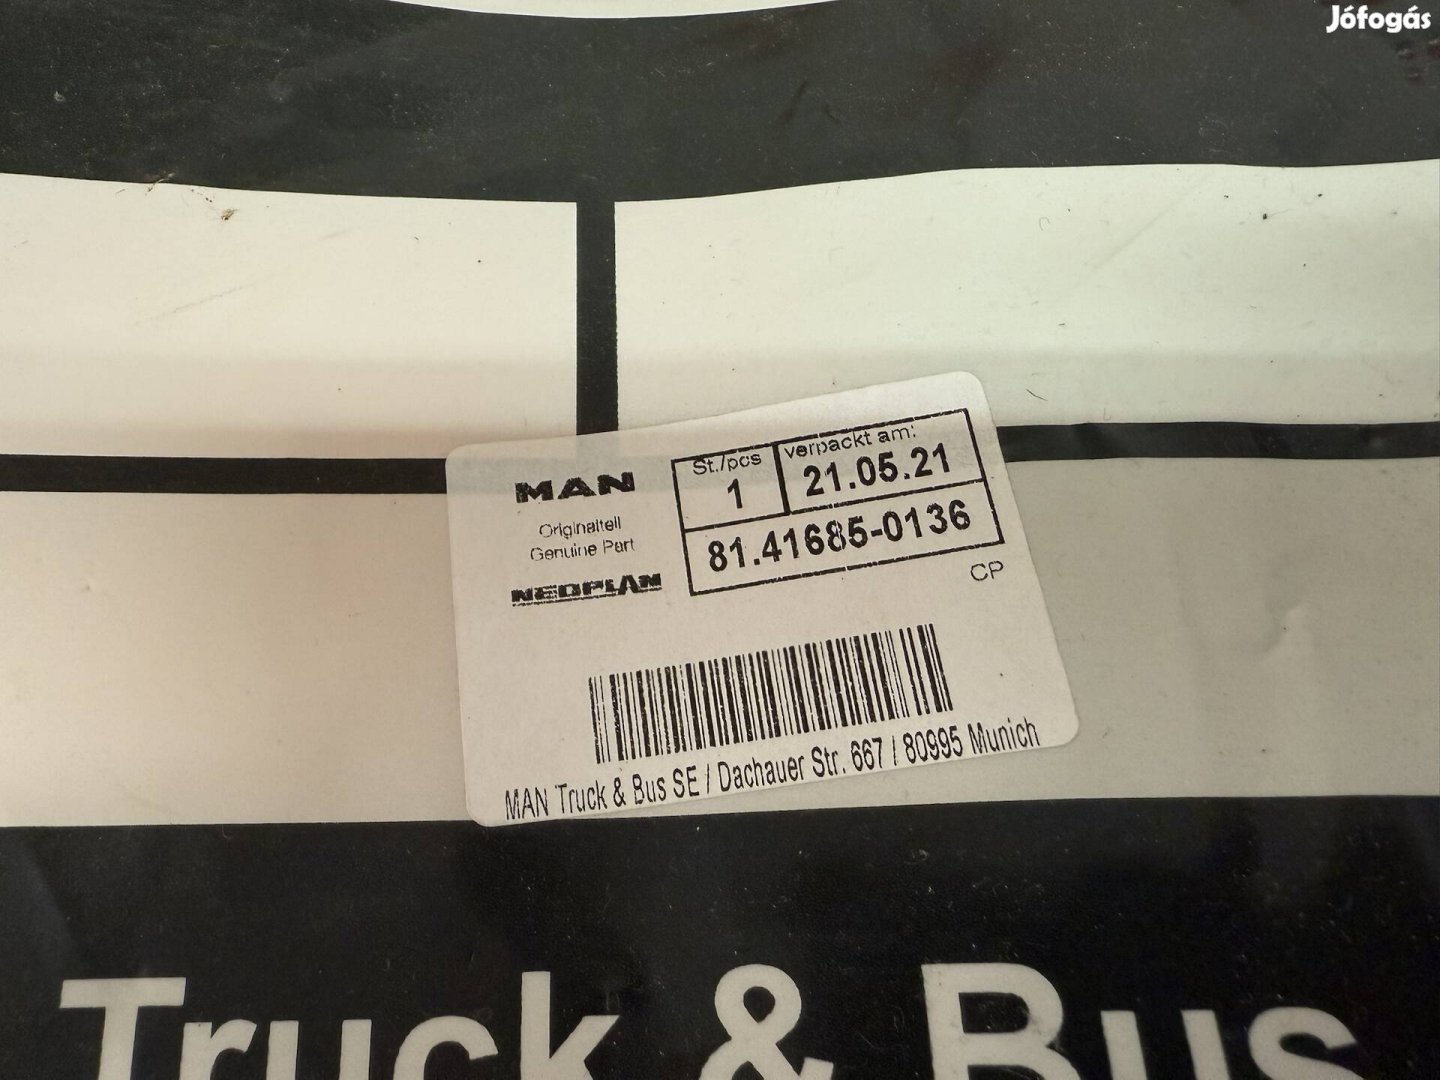 Jófogás
MAN
Originalteil
Genuine Part
NEOPLAN
St./pcs
1
verpackt am:
21.05.21
81.41685-0136
CP
MAN Truck & Bus SE / Dachauer Str. 667 / 80995 Munich
Truck & Bus